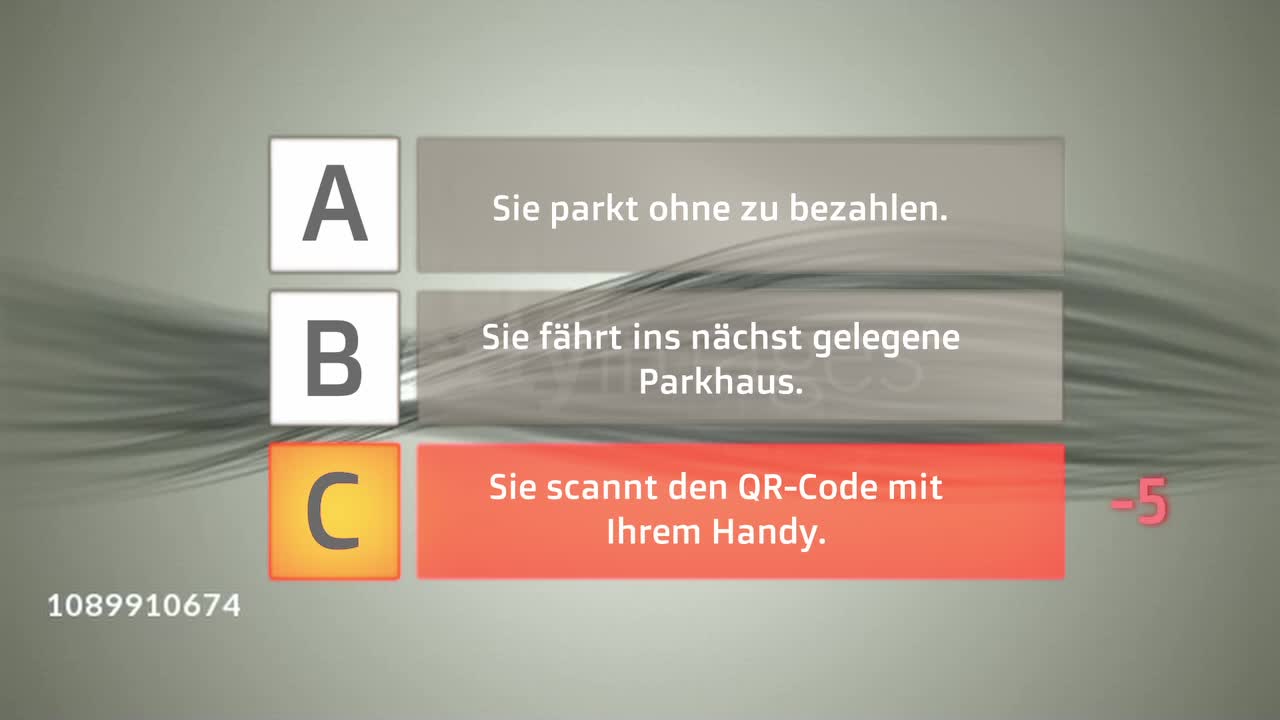 A
Sie parkt ohne zu bezahlen.
B
Sie fährt ins nächst gelegene
Parkhaus.
C
Sie scannt den QR-Code mit
Ihrem Handy.
-5
1089910674